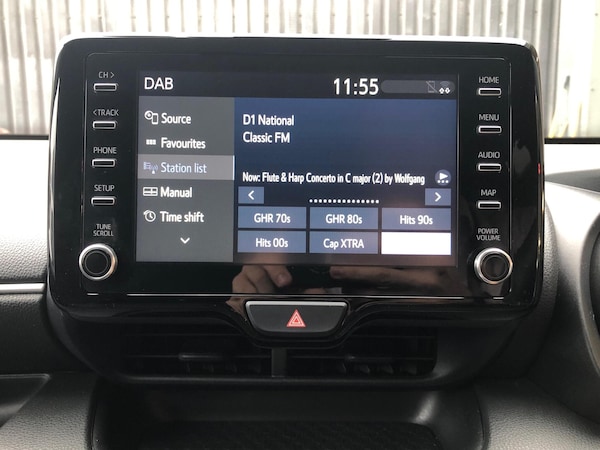 DAB 11:55
CH >
<TRACK
PHONE
SETUP
TUNE
SCROLL
Source
Favourites
Station list
Manual
Time shift
D1 National
Classic FM
Now: Flute & Harp Concerto in C major (2) by Wolfgang
GHR 70s GHR 80s Hits 90s
Hits 00s Cap XTRA
HOME
MENU
AUDIO
MAP
POWER
VOLUME